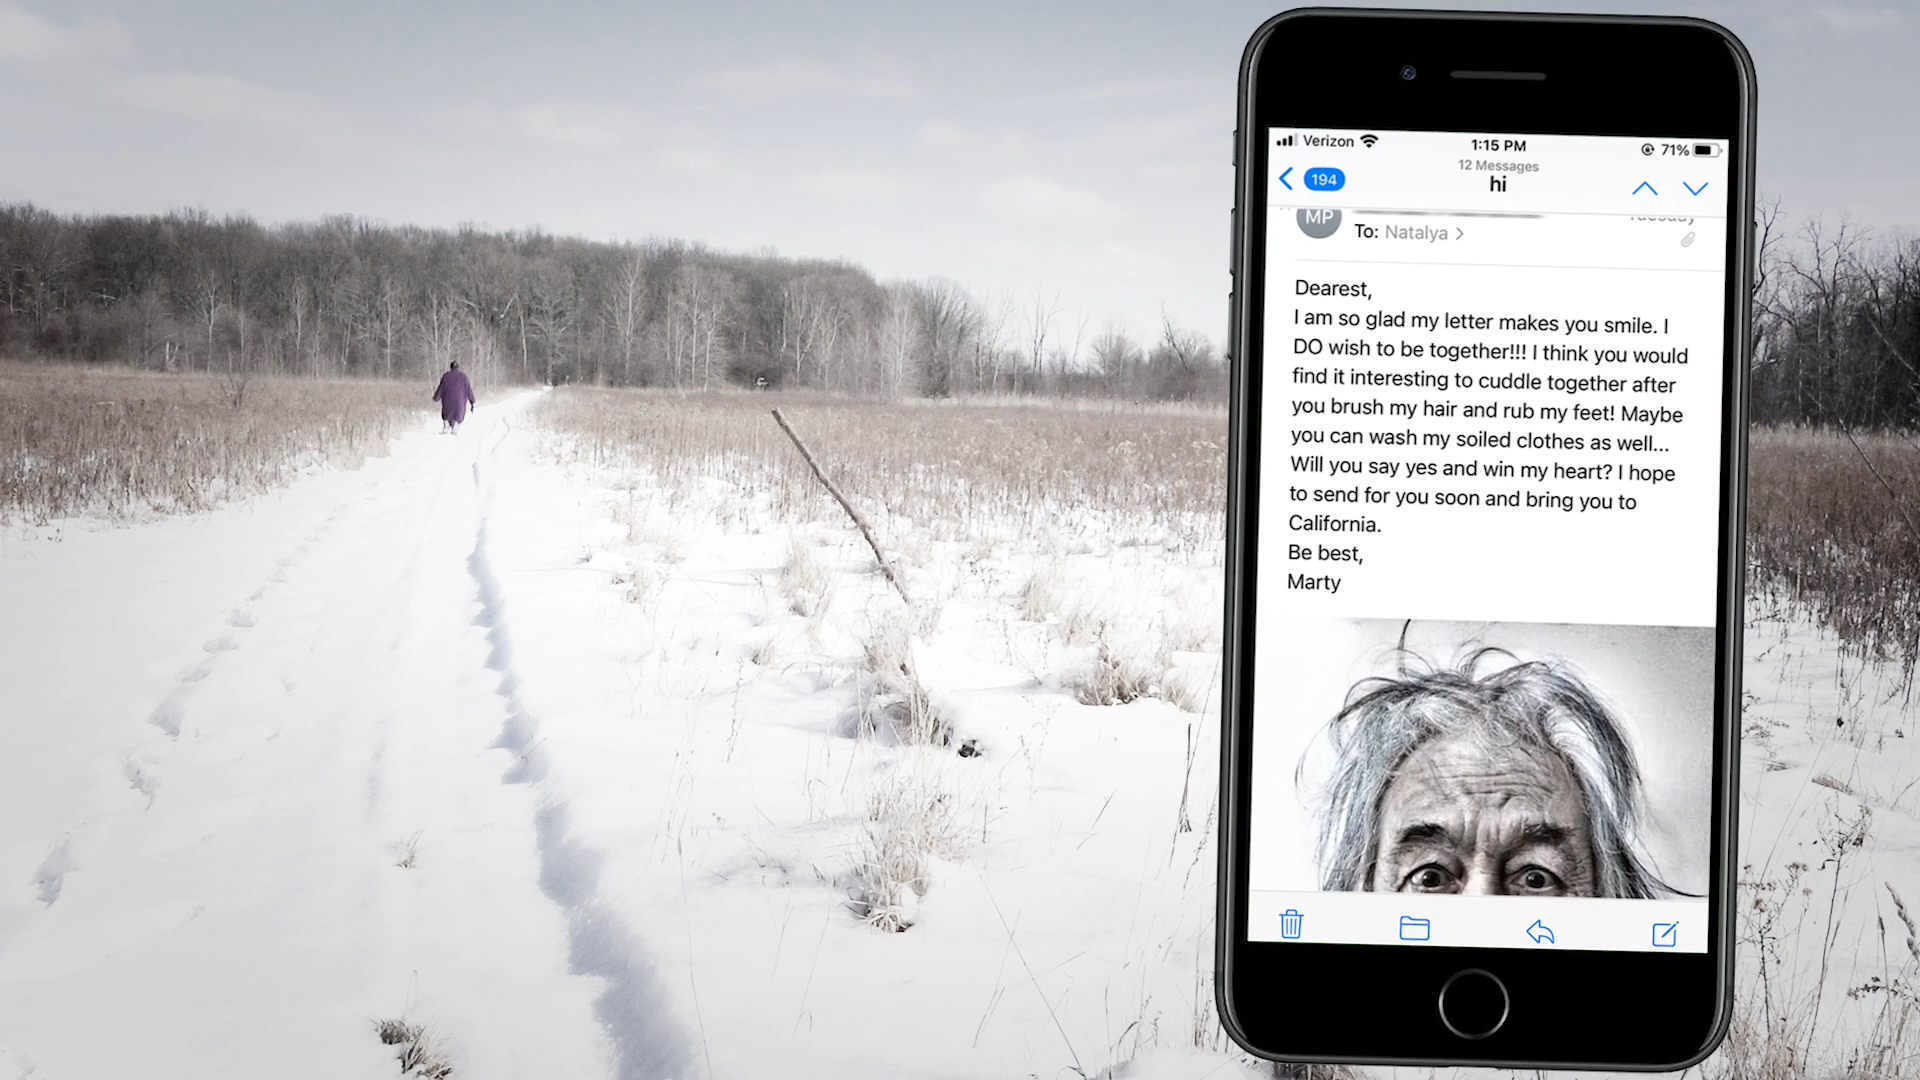 Verizon 1:15 PM 71%
12 Messages
194 hi
MP Tuesday
To: Natalya
Dearest,
I am so glad my letter makes you smile. I
DO wish to be together!!! I think you would
find it interesting to cuddle together after
you brush my hair and rub my feet! Maybe
you can wash my soiled clothes as well...
Will you say yes and win my heart? I hope
to send for you soon and bring you to
California.
Be best,
Marty